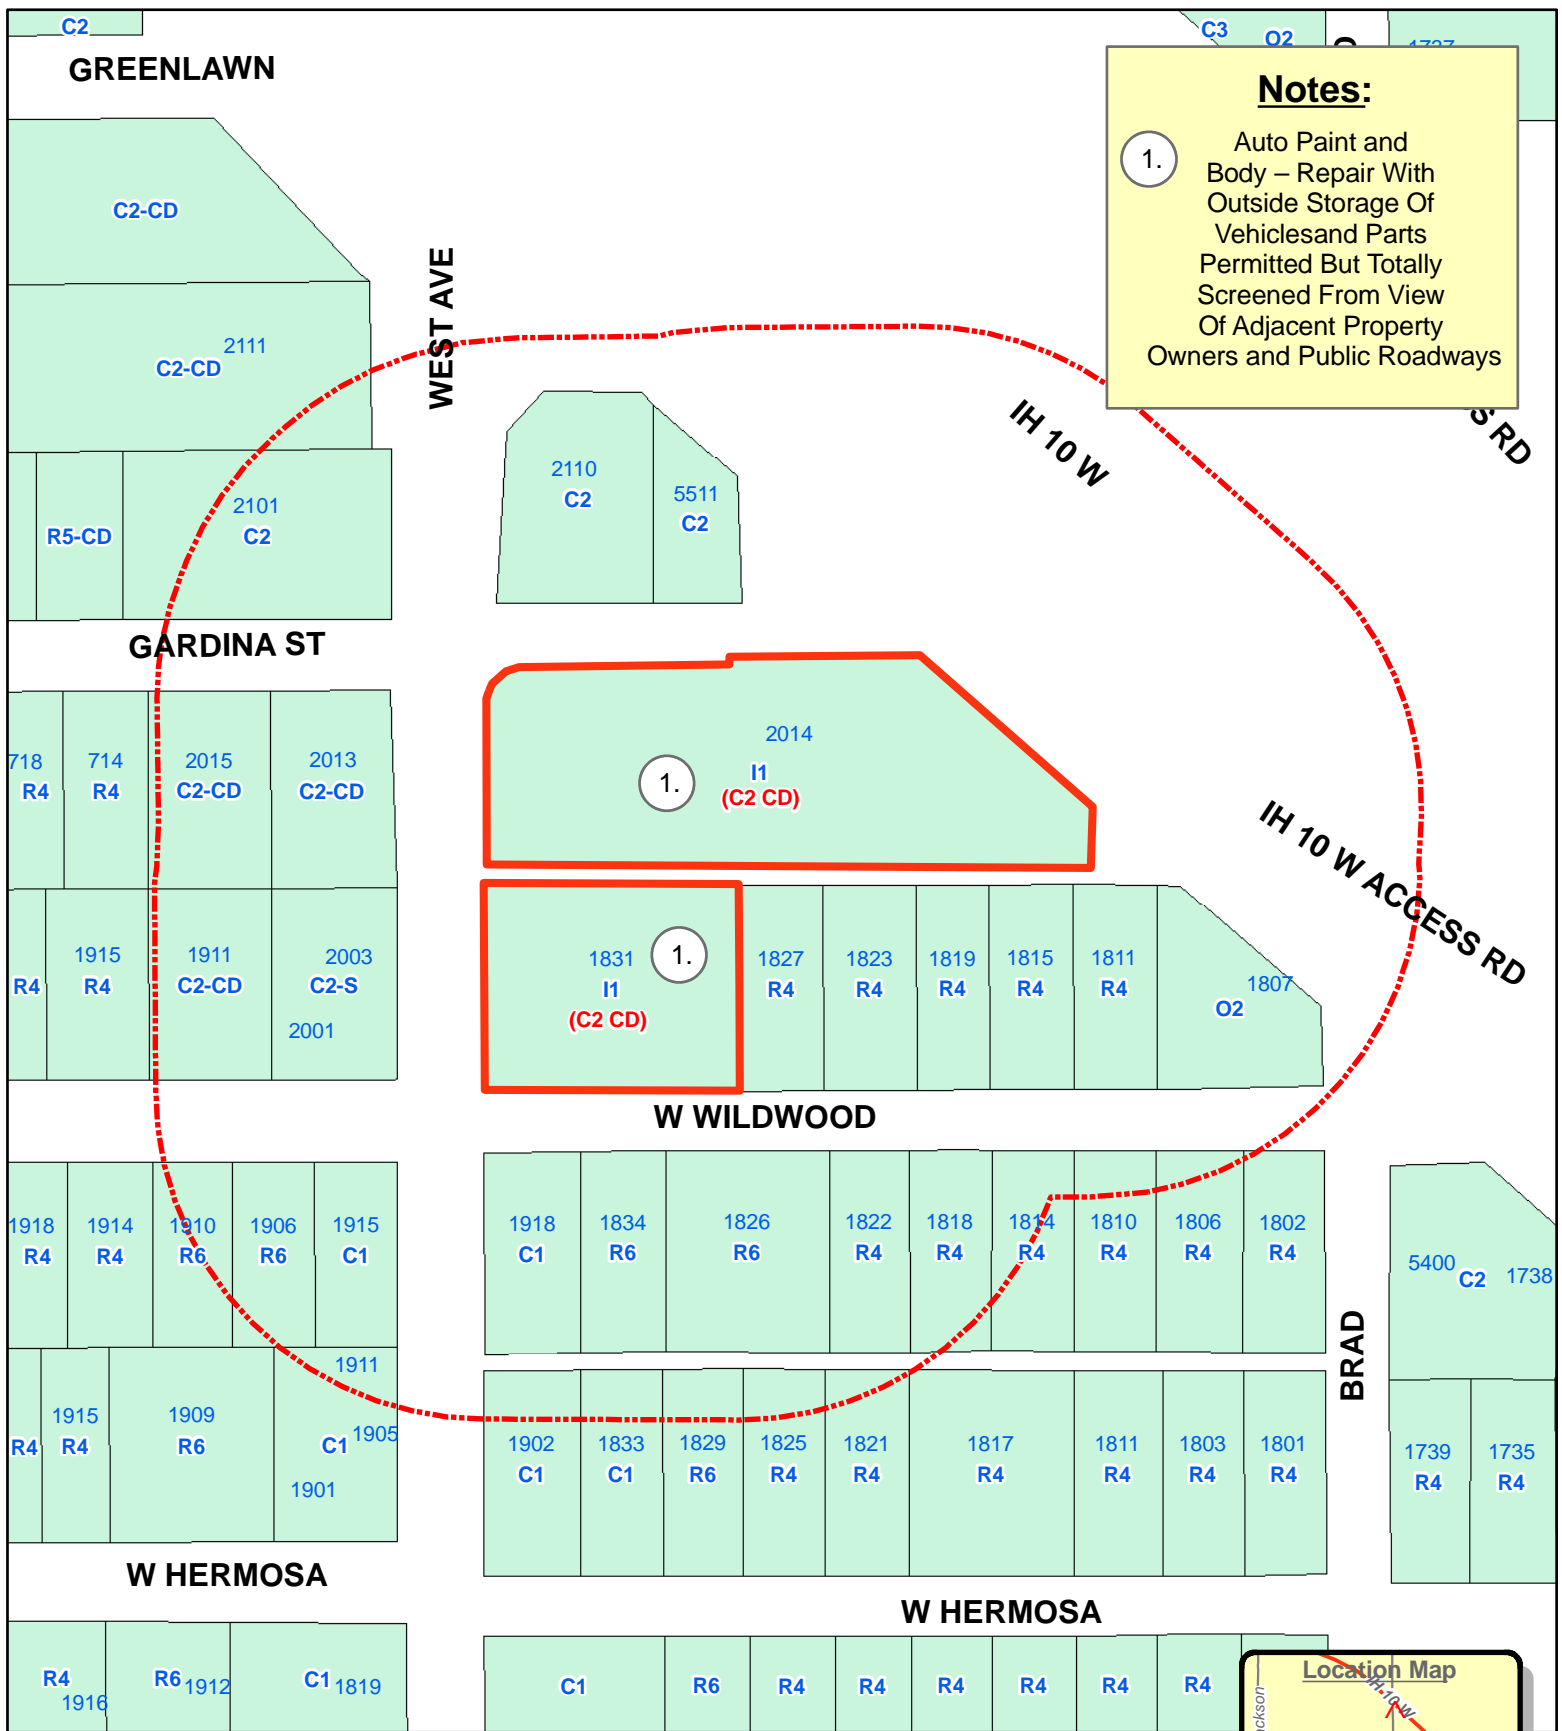 C2
C3
O2
GREENLAWN
Notes:
1.
Auto Paint and
Body – Repair With
Outside Storage Of
Vehiclesand Parts
Permitted But Totally
Screened From View
Of Adjacent Property
Owners and Public Roadways
C2-CD
WEST AVE
2111
C2-CD
IH 10 W
S RD
2110
C2
5511
C2
R5-CD
2101
C2
GARDINA ST
718
R4
714
R4
2015
C2-CD
2013
C2-CD
2014
1.
I1
(C2 CD)
IH 10 W ACCESS RD
R4
1915
R4
1911
C2-CD
2003
C2-S
2001
1831
1.
I1
(C2 CD)
1827
R4
1823
R4
1819
R4
1815
R4
1811
R4
1807
O2
W WILDWOOD
1918
R4
1914
R4
1910
R6
1906
R6
1915
C1
1918
C1
1834
R6
1826
R6
1822
R4
1818
R4
1814
R4
1810
R4
1806
R4
1802
R4
5400
C2
1738
BRAD
R4
1915
R4
1909
R6
1911
C1
1905
1901
1902
C1
1833
C1
1829
R6
1825
R4
1821
R4
1817
R4
1811
R4
1803
R4
1801
R4
1739
R4
1735
R4
W HERMOSA
W HERMOSA
R4
1916
R6
1912
C1
1819
C1
R6
R4
R4
R4
R4
R4
R4
Location Map
ckson
IH 10 W